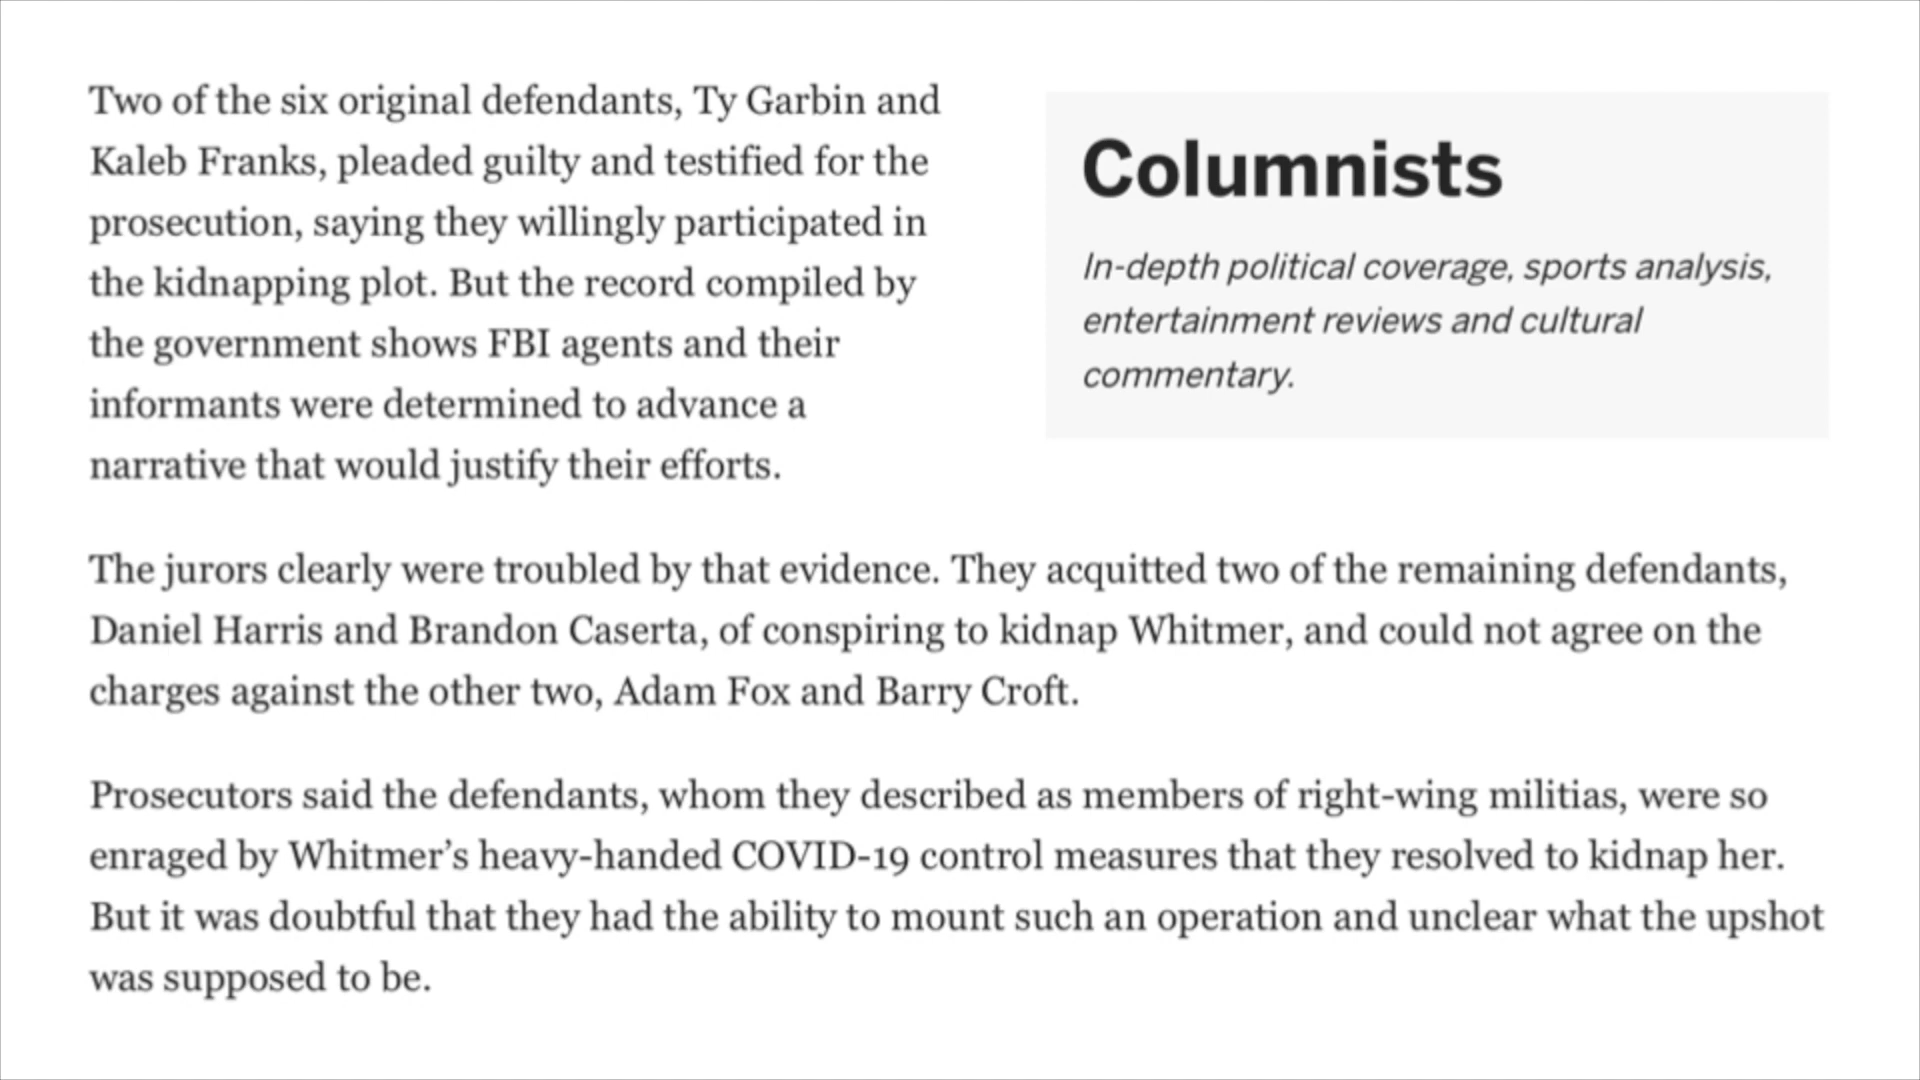 Two of the six original defendants, Ty Garbin and
Kaleb Franks, pleaded guilty and testified for the
prosecution, saying they willingly participated in
the kidnapping plot. But the record compiled by
the government shows FBI agents and their
informants were determined to advance a
narrative that would justify their efforts.
Columnists
In-depth political coverage, sports analysis,
entertainment reviews and cultural
commentary.
The jurors clearly were troubled by that evidence. They acquitted two of the remaining defendants,
Daniel Harris and Brandon Caserta, of conspiring to kidnap Whitmer, and could not agree on the
charges against the other two, Adam Fox and Barry Croft.
Prosecutors said the defendants, whom they described as members of right-wing militias, were so
enraged by Whitmer’s heavy-handed COVID-19 control measures that they resolved to kidnap her.
But it was doubtful that they had the ability to mount such an operation and unclear what the upshot
was supposed to be.